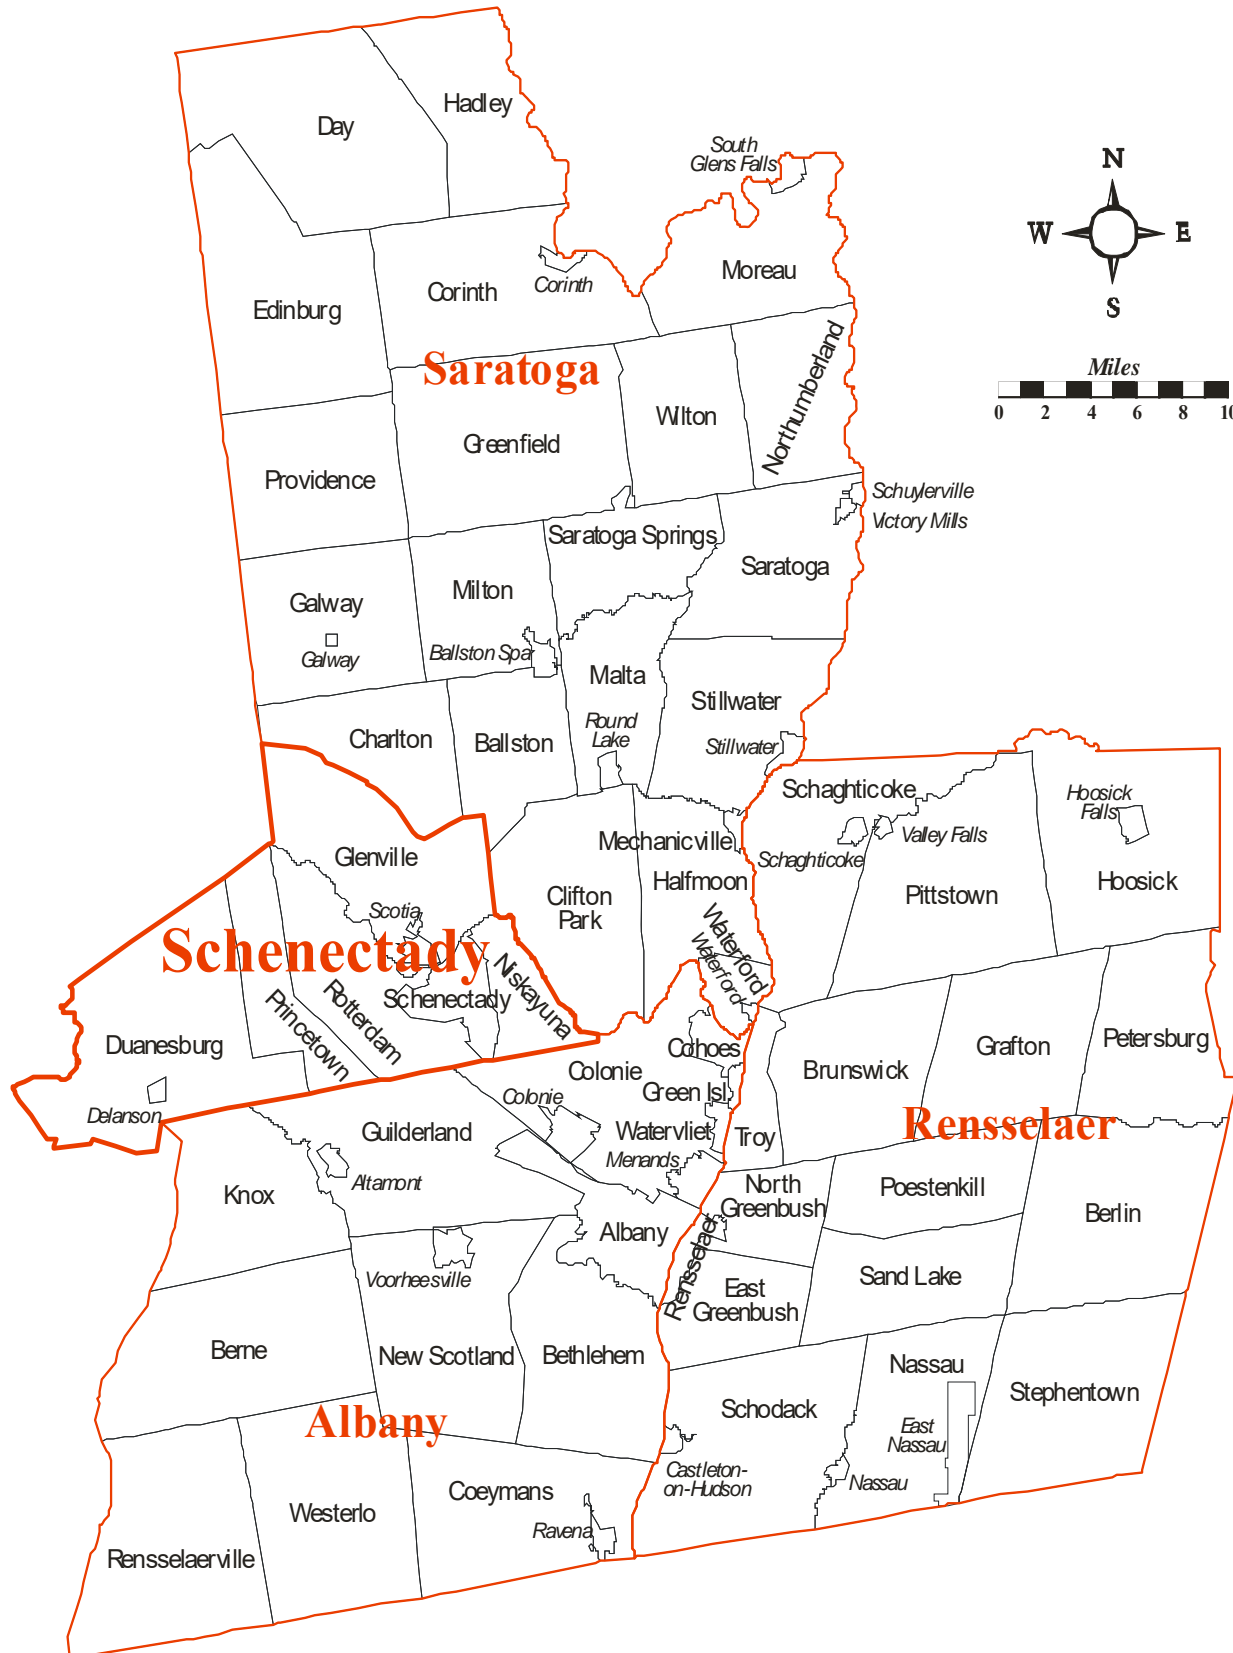 Hadley
Day
South
Glens Falls
N
W
E
S
Moreau
Corinth
Corinth
Edinburg
Miles
0 2 4 6 8 10
Saratoga
Northumberland
Wilton
Greenfield
Providence
Schuylerville
Victory Mills
Saratoga Springs
Saratoga
Milton
Galway
Galway
Ballston Spa
Malta
Stillwater
Round
Lake
Stillwater
Charlton
Ballston
Schaghticoke
Hoosick
Falls
Mechanicville
Valley Falls
Schaghticoke
Glenville
Halfmoon
Hoosick
Pittstown
Clifton
Park
Scotia
Waterford
Waterford
Schenectady
Niskayuna
Schenectady
Rotterdam
Princetown
Duanesburg
Cohoes
Grafton
Petersburg
Colonie
Brunswick
Green Isl.
Colonie
Delanson
Rensselaer
Guilderland
Watervliet
Troy
Menands
Altamont
Knox
North
Greenbush
Poestenkill
Berlin
Albany
Rensselaer
Voorheesville
Sand Lake
East
Greenbush
Berne
New Scotland
Bethlehem
Nassau
Stephentown
Schodack
Albany
East
Nassau
Castleton-
on-Hudson
Nassau
Coeymans
Westerlo
Ravena
Rensselaerville